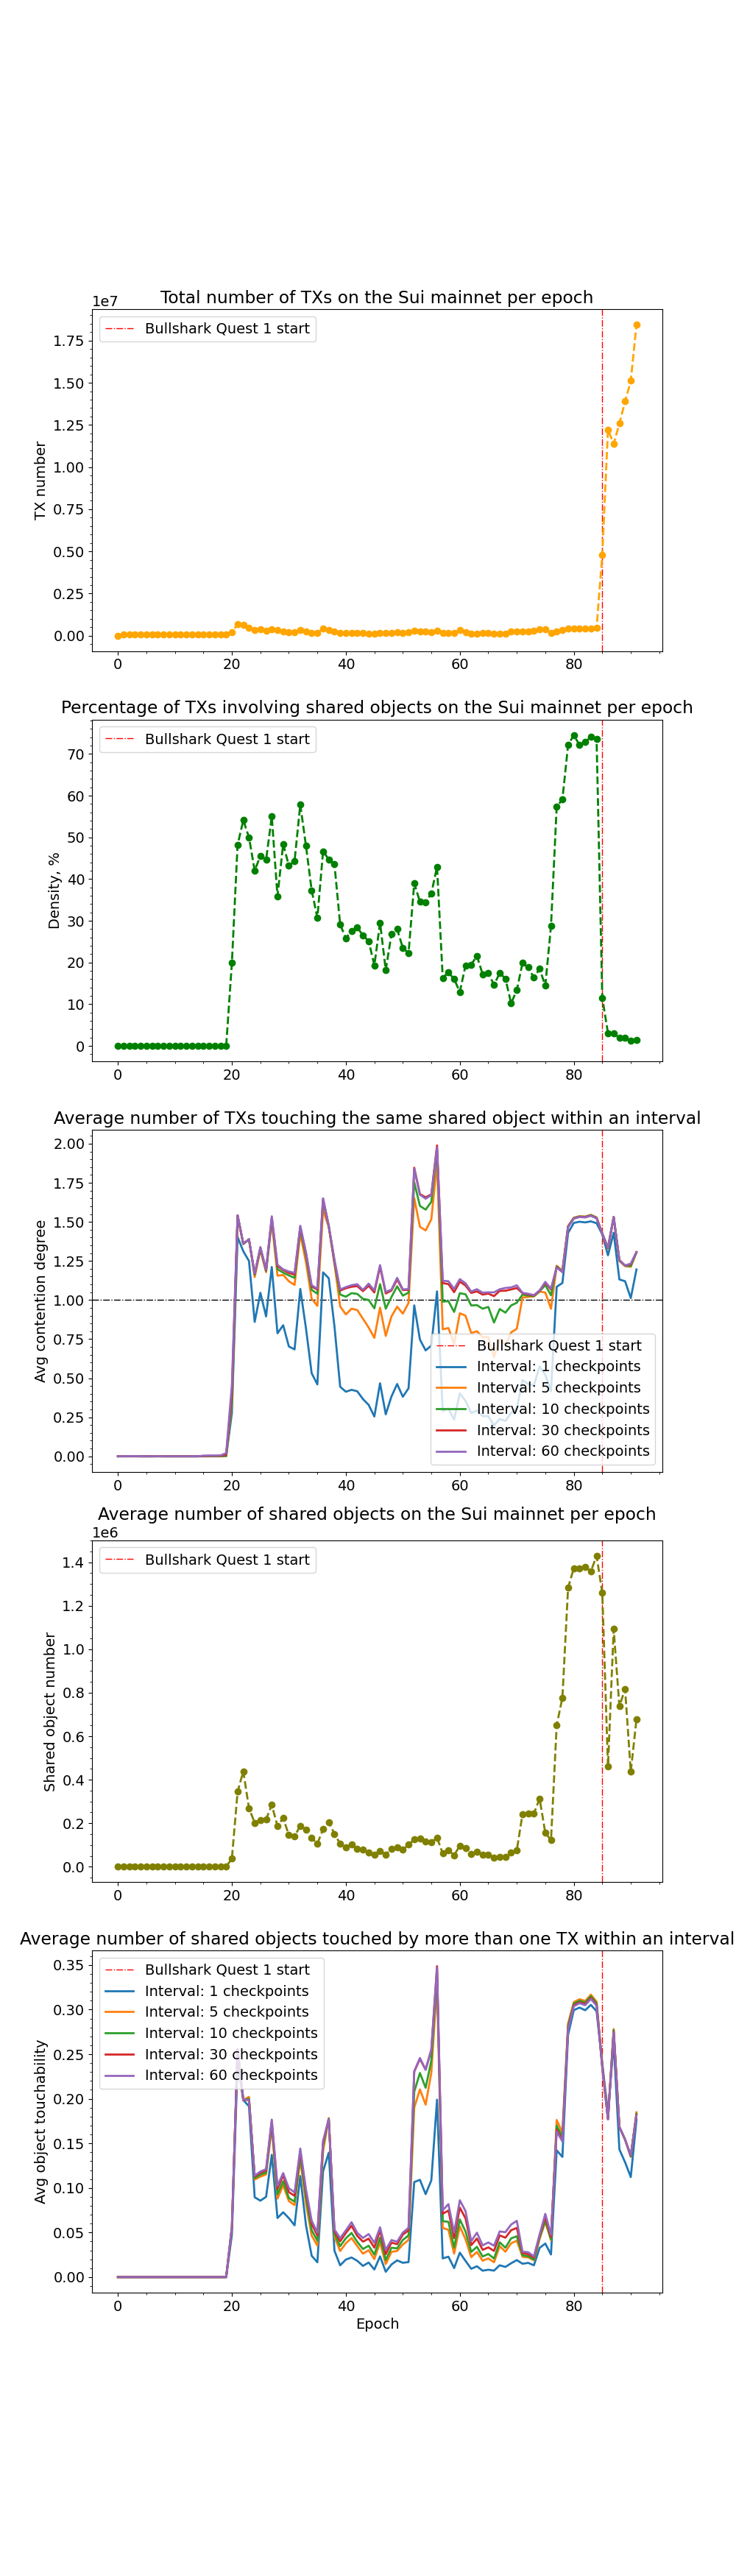 Total number of TXs on the Sui mainnet per epoch
1e7
Bullshark Quest 1 start
1.75
1.50
1.25
1.00
0.75
0.50
0.25
0.00
TX number
0 20 40 60 80
Percentage of TXs involving shared objects on the Sui mainnet per epoch
Bullshark Quest 1 start
70
60
50
40
30
20
10
0
Density, %
0 20 40 60 80
Average number of TXs touching the same shared object within an interval
2.00
1.75
1.50
1.25
1.00
0.75
0.50
0.25
0.00
Avg contention degree
Bullshark Quest 1 start
Interval: 1 checkpoints
Interval: 5 checkpoints
Interval: 10 checkpoints
Interval: 30 checkpoints
Interval: 60 checkpoints
0 20 40 60 80
Average number of shared objects on the Sui mainnet per epoch
1e6
Bullshark Quest 1 start
1.4
1.2
1.0
0.8
0.6
0.4
0.2
0.0
Shared object number
0 20 40 60 80
Average number of shared objects touched by more than one TX within an interval
Bullshark Quest 1 start
Interval: 1 checkpoints
Interval: 5 checkpoints
Interval: 10 checkpoints
Interval: 30 checkpoints
Interval: 60 checkpoints
0.35
0.30
0.25
0.20
0.15
0.10
0.05
0.00
Avg object touchability
0 20 40 60 80
Epoch